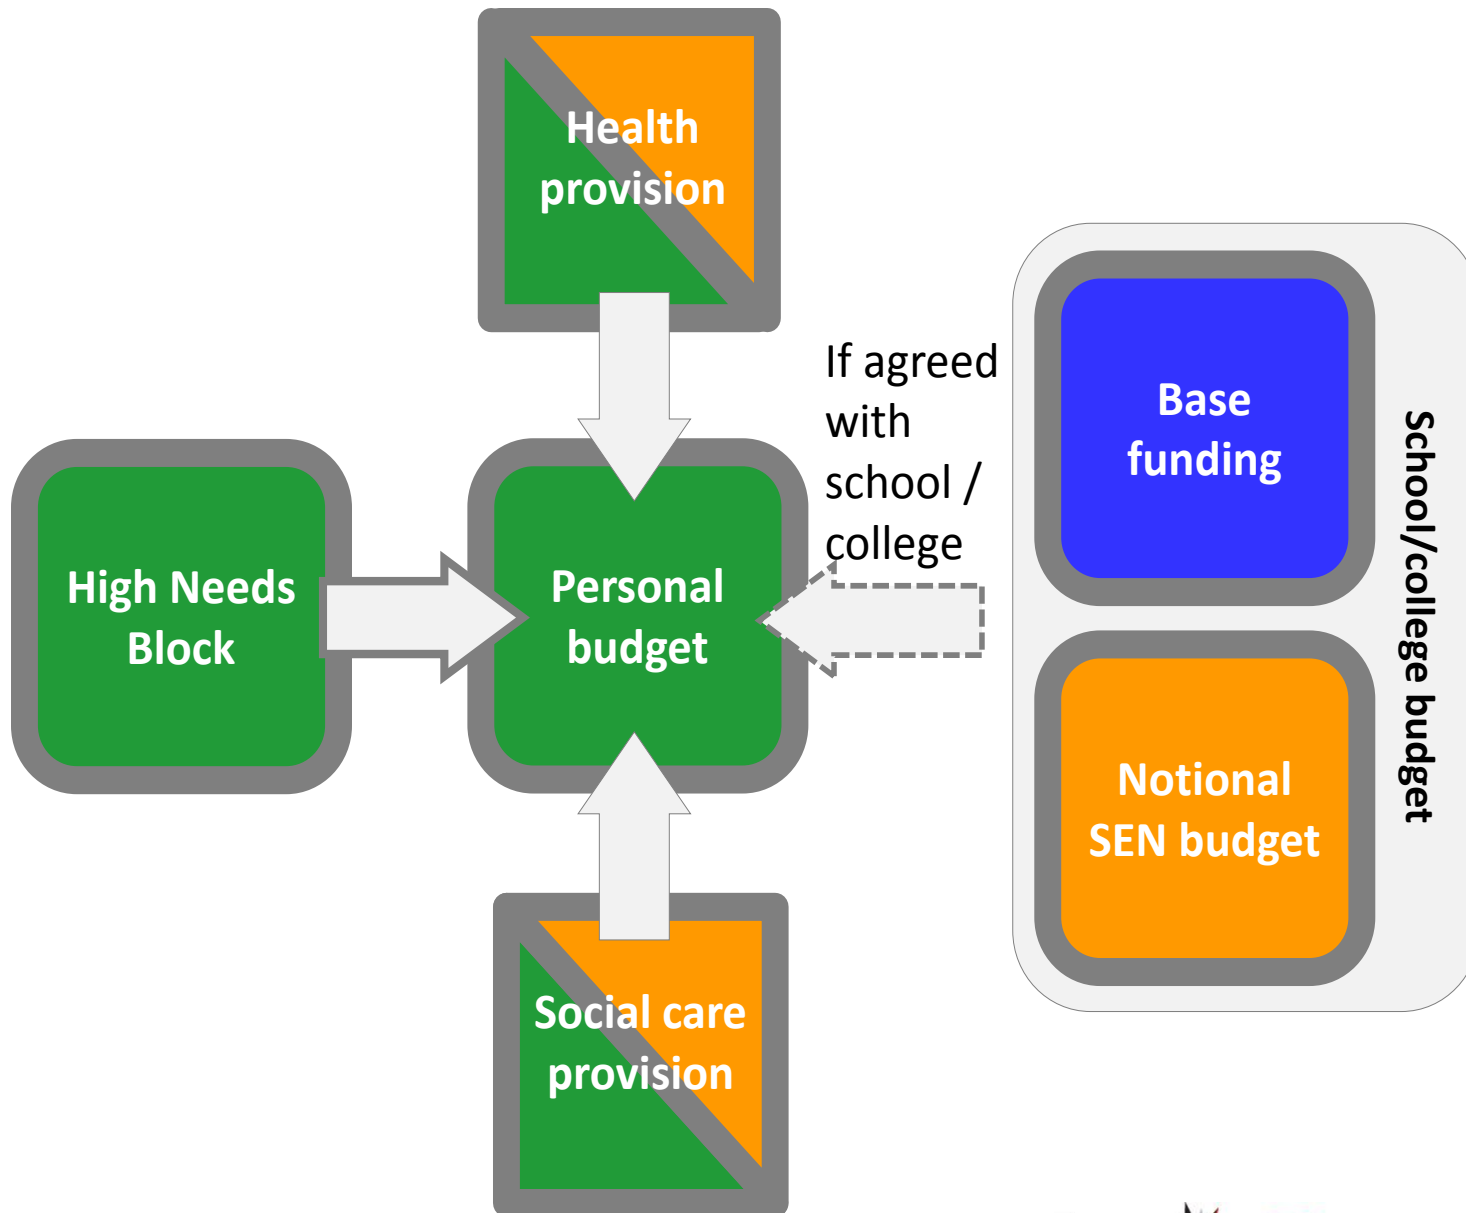 Health
provision
If agreed
with
school /
college
Base
funding
School/college budget
High Needs
Block
Personal
budget
Notional
SEN budget
Social care
provision